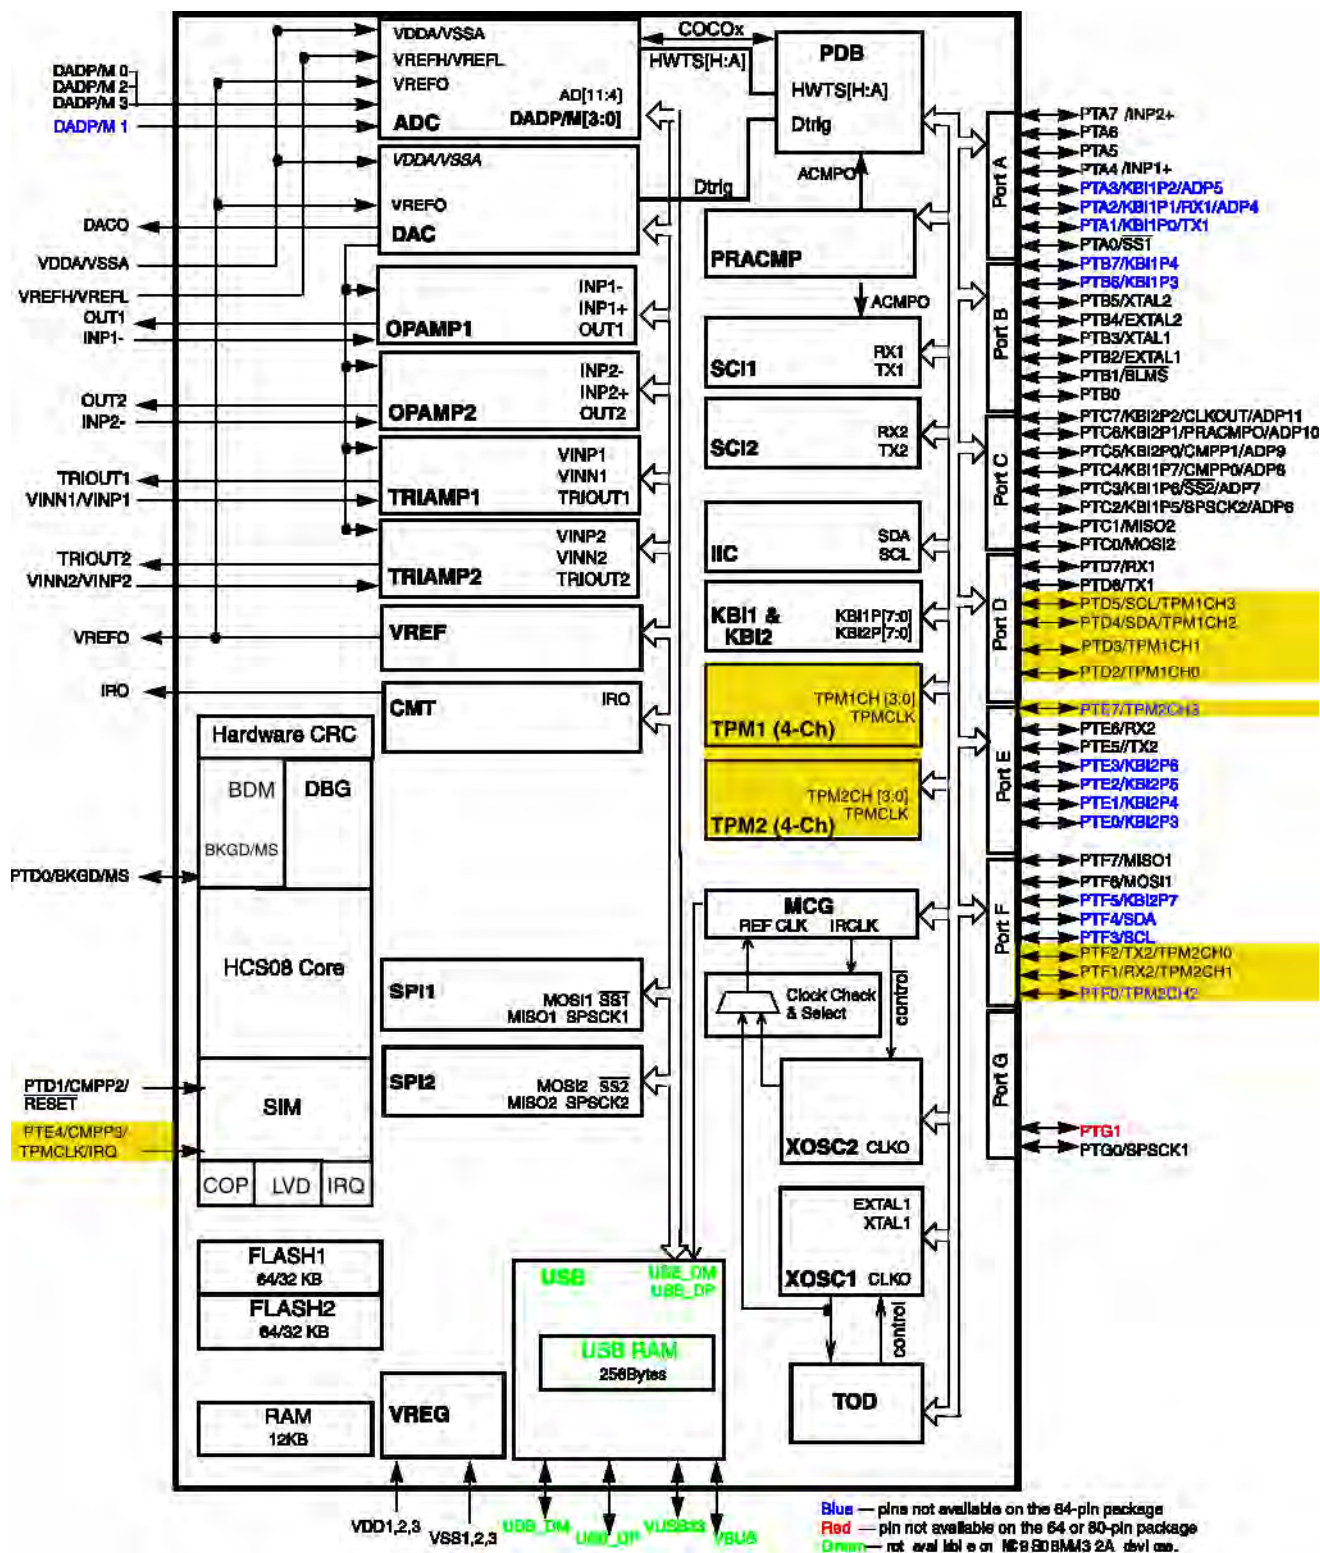 VDDA/VSSA
VREFH/VREFL
VREFO
AD[11:4]
DADP/M[3:0]
ADC
DADP/M 0
DADP/M 2
DADP/M 3
DADP/M 1
COCOx
HWTS[H:A]
PDB
HWTS[H:A]
Dtrig
ACMPO
VDDA/VSSA
VREFO
DAC
Dtrig
DACO
VDDA/VSSA
VREFH/VREFL
OUT1
INP1-
INP1-
INP1+
OUT1
OPAMP1
OUT2
INP2-
INP2-
INP2+
OUT2
OPAMP2
TRIOUT1
VINN1/VINP1
VINP1
VINN1
TRIOUT1
TRIAMP1
TRIOUT2
VINN2/VINP2
VINP2
VINN2
TRIOUT2
TRIAMP2
VREFO
VREF
IRO
CMT
IRO
PRACMP
ACMPO
SCI1
RX1
TX1
SCI2
RX2
TX2
IIC
SDA
SCL
KBI1 &
KBI2
KBI1P[7:0]
KBI2P[7:0]
TPM1CH [3:0]
TPMCLK
TPM1 (4-Ch)
TPM2CH [3:0]
TPMCLK
TPM2 (4-Ch)
Hardware CRC
BDM
DBG
BKGD/MS
PTD0/BKGD/MS
HCS08 Core
PTD1/CMPP2/
RESET
SIM
PTE4/CMPP3/
TPMCLK/IRQ
COP
LVD
IRQ
SPI1
MOSI1 SS1
MISO1 SPSCK1
SPI2
MOSI2 SS2
MISO2 SPSCK2
MCG
REF CLK IRCLK
Clock Check
& Select
control
XOSC2 CLKO
EXTAL1
XTAL1
XOSC1 CLKO
control
TOD
FLASH1
64/32 KB
FLASH2
64/32 KB
RAM
12KB
VREG
USB
USB_DM
USB_DP
USB RAM
256Bytes
VDD1,2,3
VSS1,2,3
USB_DM
USB_DP
VUSB33
VBUS
Port A
PTA7 /INP2+
PTA6
PTA5
PTA4 /INP1+
PTA3/KBI1P2/ADP5
PTA2/KBI1P1/RX1/ADP4
PTA1/KBI1P0/TX1
PTA0/SS1
Port B
PTB7/KBI1P4
PTB6/KBI1P3
PTB5/XTAL2
PTB4/EXTAL2
PTB3/XTAL1
PTB2/EXTAL1
PTB1/BLMS
PTB0
Port C
PTC7/KBI2P2/CLKOUT/ADP11
PTC6/KBI2P1/PRACMPO/ADP10
PTC5/KBI2P0/CMPP1/ADP9
PTC4/KBI1P7/CMPP0/ADP8
PTC3/KBI1P6/SS2/ADP7
PTC2/KBI1P5/SPSCK2/ADP6
PTC1/MISO2
PTC0/MOSI2
Port D
PTD7/RX1
PTD6/TX1
PTD5/SCL/TPM1CH3
PTD4/SDA/TPM1CH2
PTD3/TPM1CH1
PTD2/TPM1CH0
Port E
PTE7/TPM2CH3
PTE6/RX2
PTE5//TX2
PTE3/KBI2P6
PTE2/KBI2P5
PTE1/KBI2P4
PTE0/KBI2P3
Port F
PTF7/MISO1
PTF6/MOSI1
PTF5/KBI2P7
PTF4/SDA
PTF3/SCL
PTF2/TX2/TPM2CH0
PTF1/RX2/TPM2CH1
PTF0/TPM2CH2
Port G
PTG1
PTG0/SPSCK1
Blue — pins not available on the 64-pin package
Red — pin not available on the 64 or 80-pin package
Green — not available on MC9S08MM32A devices.